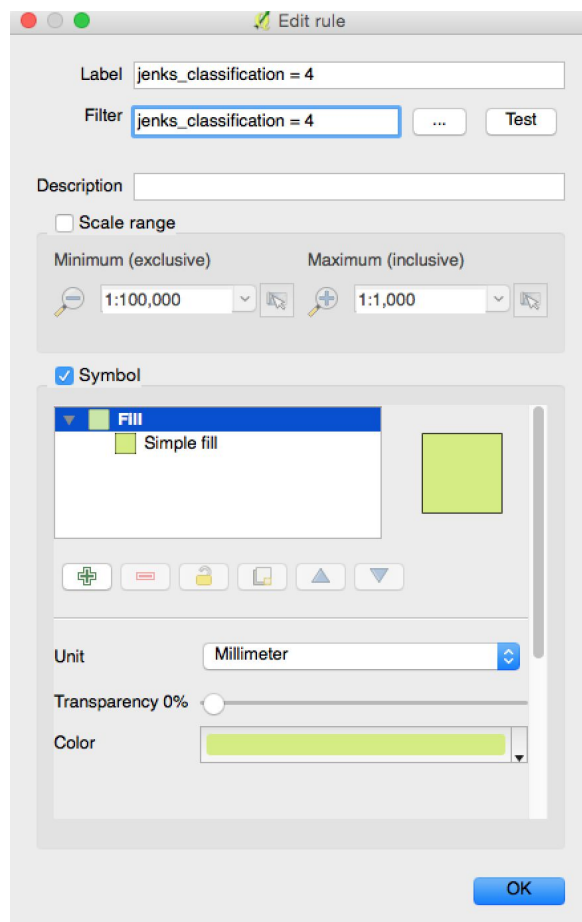 Edit rule
Label jenks_classification = 4
Filter jenks_classification = 4 ... Test
Description
Scale range
Minimum (exclusive) Maximum (inclusive)
1:100,000 1:1,000
Symbol
Fill
Simple fill
Unit Millimeter
Transparency 0%
Color
OK